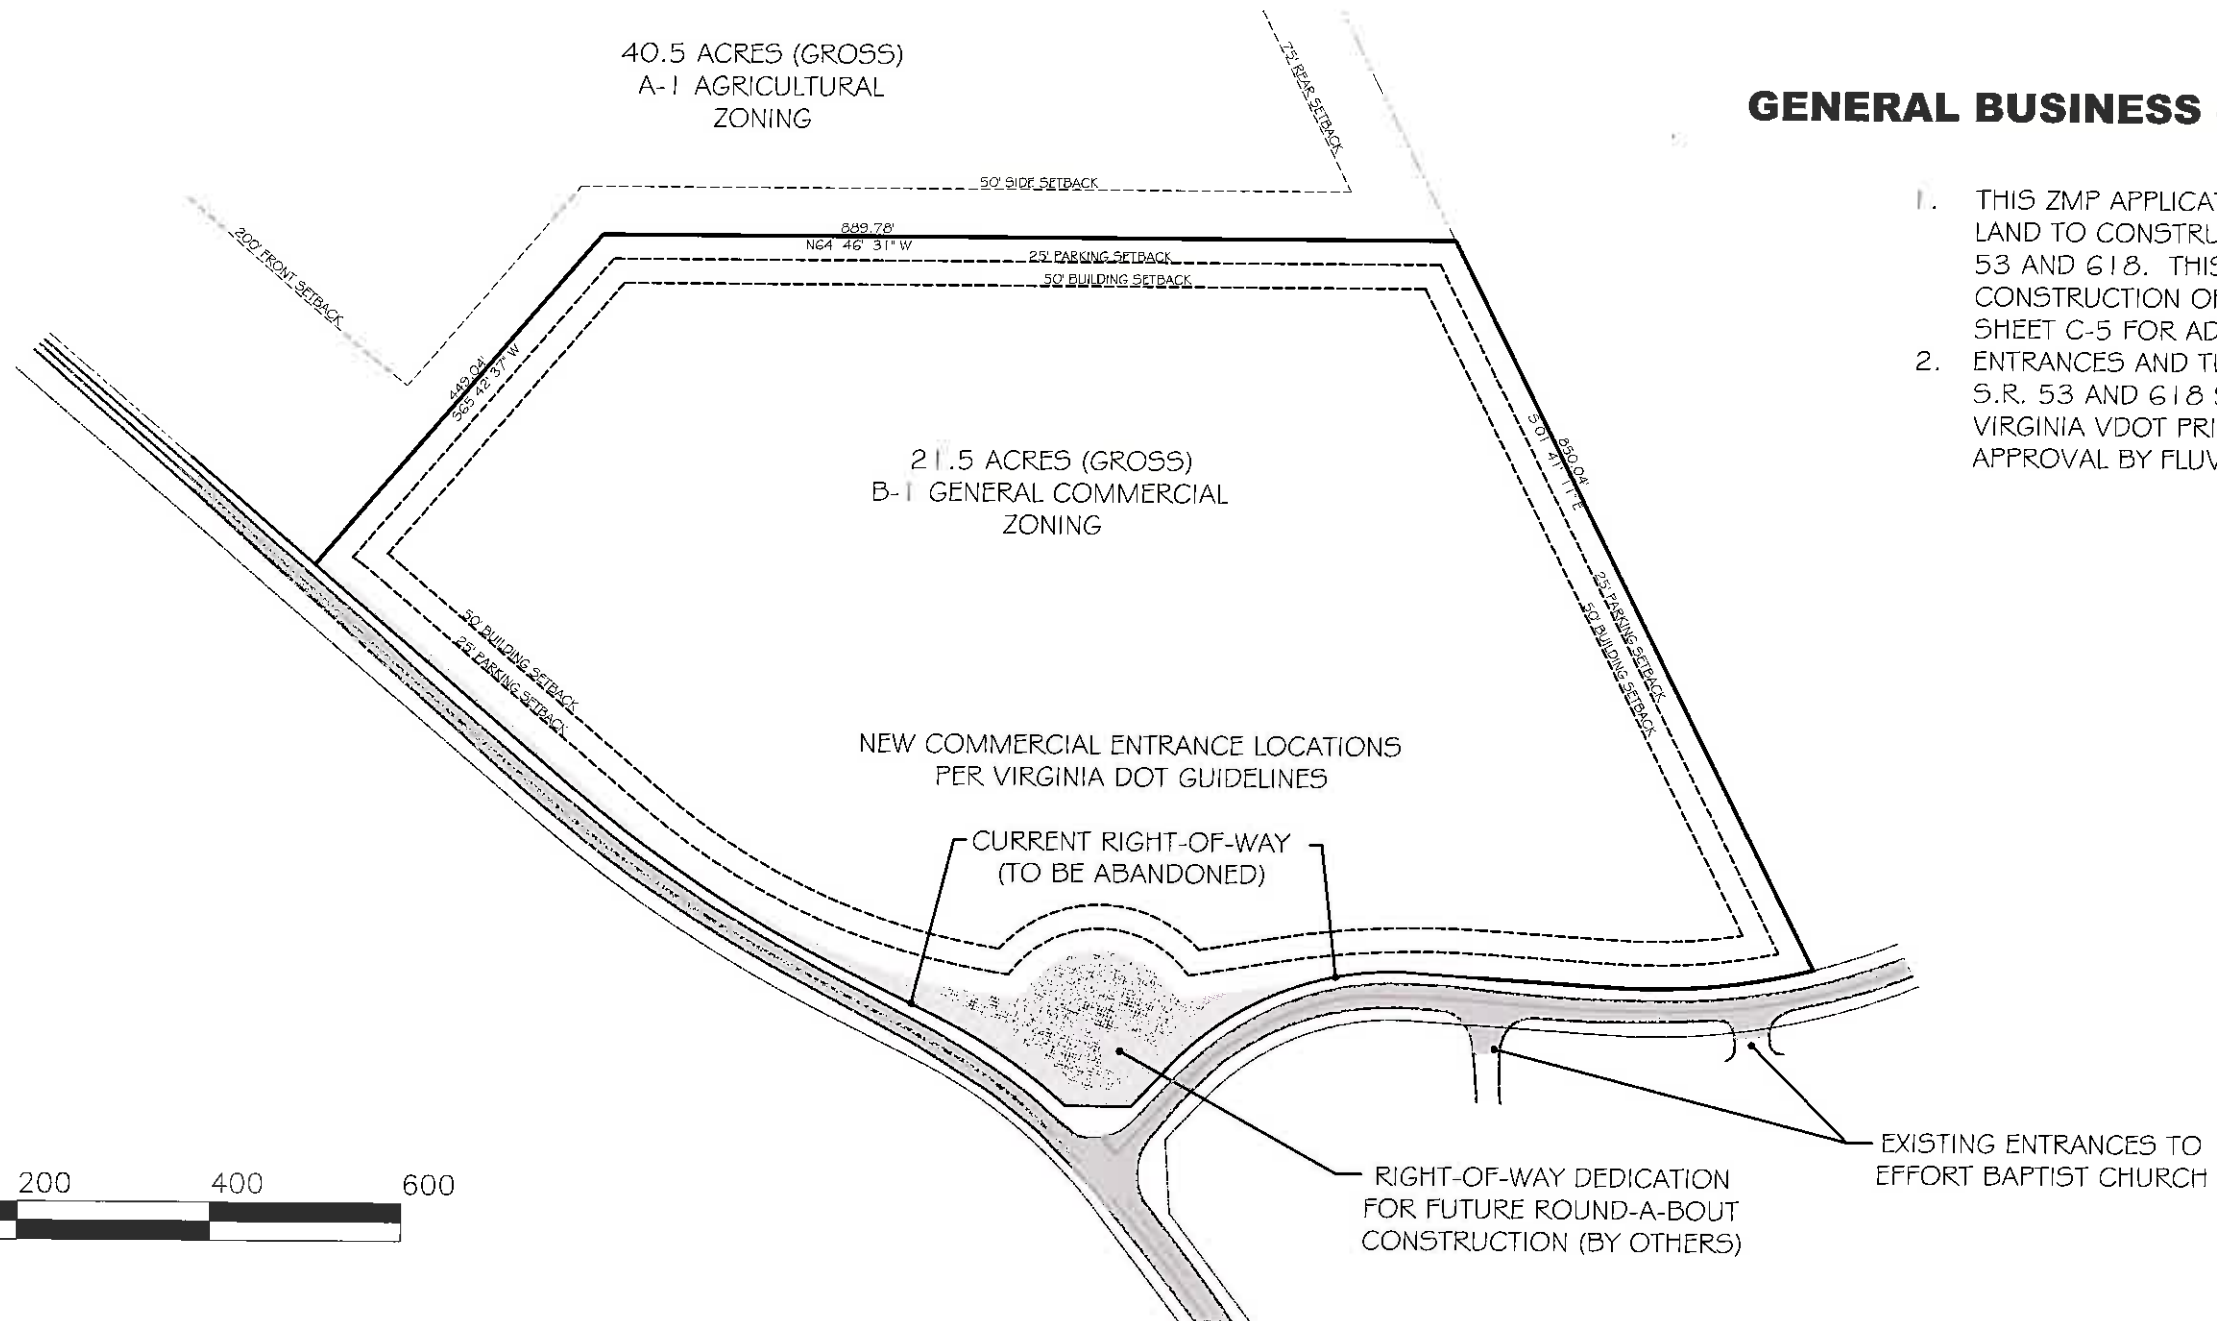 40.5 ACRES (GROSS)
A-1 AGRICULTURAL
ZONING
75' REAR SETBACK
GENERAL BUSINESS
50' SIDE SETBACK
200' FRONT SETBACK
889.78'
N64 46' 31" W
25' PARKING SETBACK
50' BUILDING SETBACK
1. THIS ZMP APPLICAT
LAND TO CONSTRU
53 AND 618. THIS
CONSTRUCTION OF
SHEET C-5 FOR AD
2. ENTRANCES AND T
S.R. 53 AND 618 S
VIRGINIA VDOT PRI
APPROVAL BY FLUV
449.04'
S65 42' 37" W
850.04'
S 01 41' 11" E
21.5 ACRES (GROSS)
B-1 GENERAL COMMERCIAL
ZONING
25' PARKING SETBACK
50' BUILDING SETBACK
50' BUILDING SETBACK
25' PARKING SETBACK
NEW COMMERCIAL ENTRANCE LOCATIONS
PER VIRGINIA DOT GUIDELINES
CURRENT RIGHT-OF-WAY
(TO BE ABANDONED)
EXISTING ENTRANCES TO
EFFORT BAPTIST CHURCH
RIGHT-OF-WAY DEDICATION
FOR FUTURE ROUND-A-BOUT
CONSTRUCTION (BY OTHERS)
200 400 600